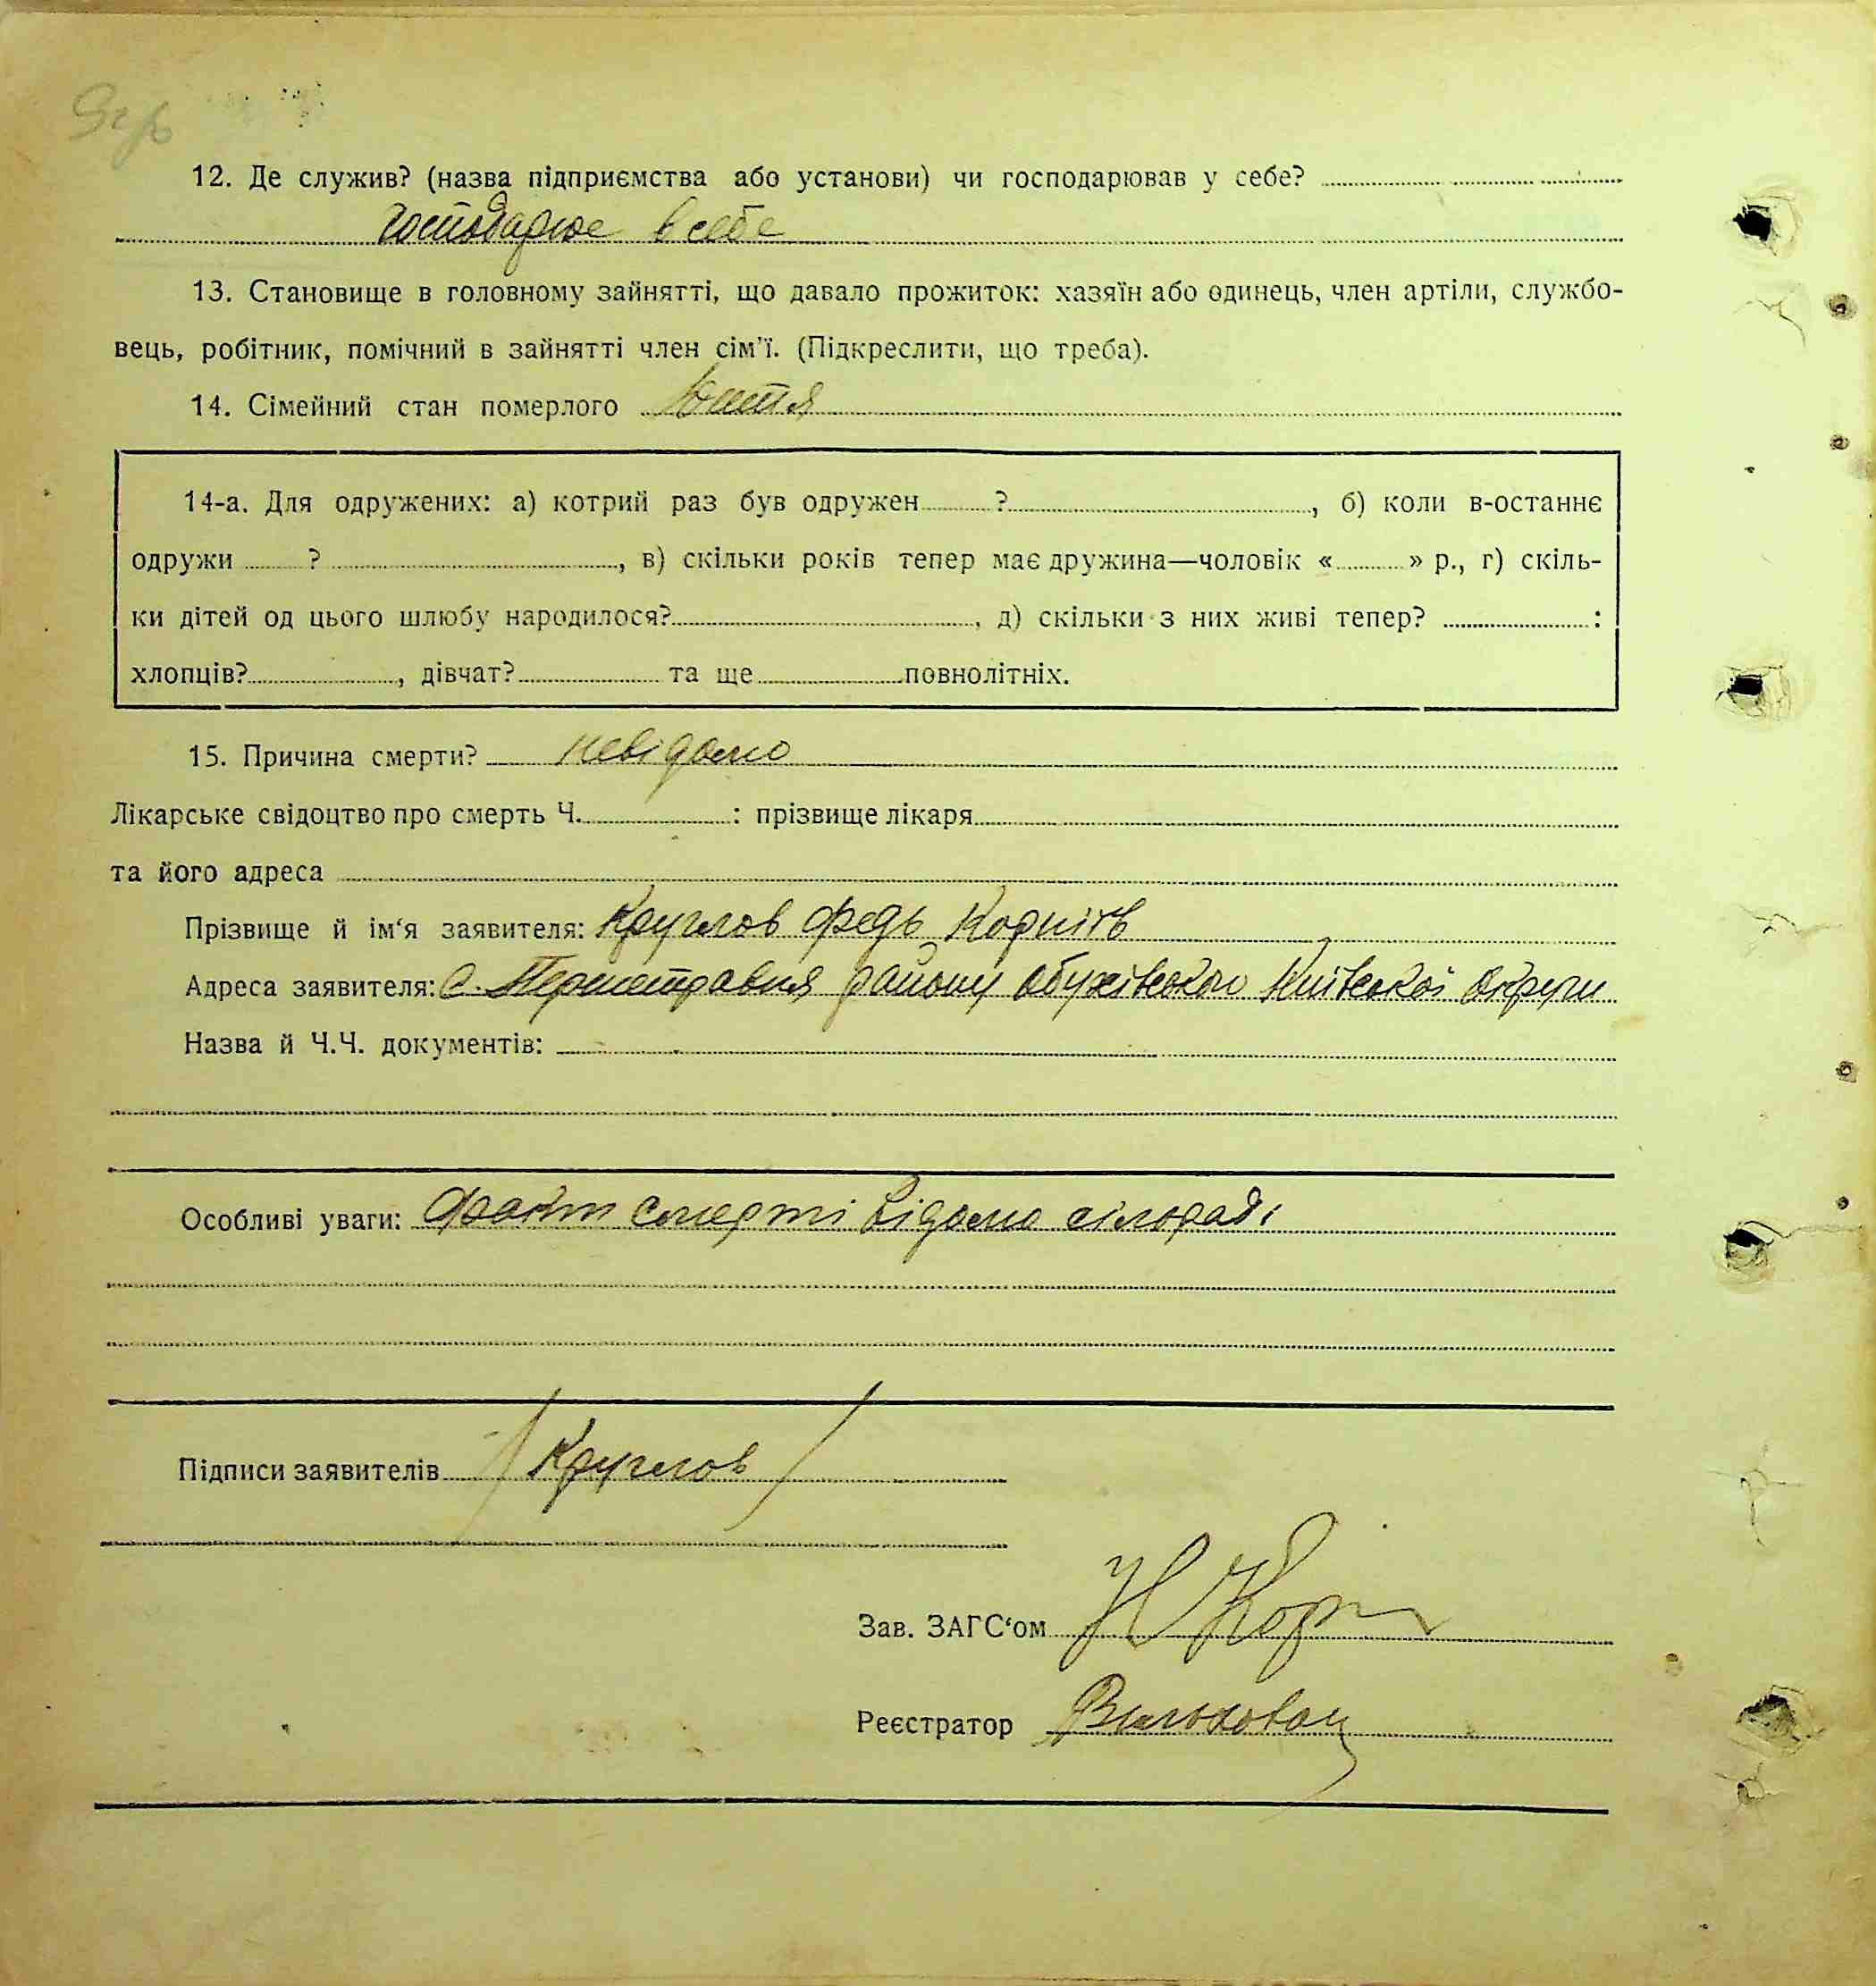 12. Де служив? (назва підприємства або установи) чи господарював у себе?
Господарює в себе
13. Становище в головному зайнятті, що давало прожиток: хазяїн або одинець, член артіли, службо-
вець, робітник, помічний в зайнятті член сім'ї. (Підкреслити, що треба).
14. Сімейний стан померлого
14-а. Для одружених: а) котрий раз був одружен ? , б) коли в-останнє
одружи ? , в) скільки років тепер має дружина—чоловік « » р., г) скіль-
ки дітей од цього шлюбу народилося? , д) скільки з них живі тепер? :
хлопців? , дівчат? та ще повнолітніх.
15. Причина смерти? невідомо
Лікарське свідоцтво про смерть Ч. : прізвище лікаря
та його адреса
Прізвище й ім'я заявителя: Круглов Федь Корнітв
Адреса заявителя: С. Перметравня району Обухівсокої Київської Округи
Назва й Ч.Ч. документів:
Особливі уваги: Факт смерті відомо сілораді
Підписи заявителів / Круглов /
Зав. ЗАГС'ом
Реєстратор